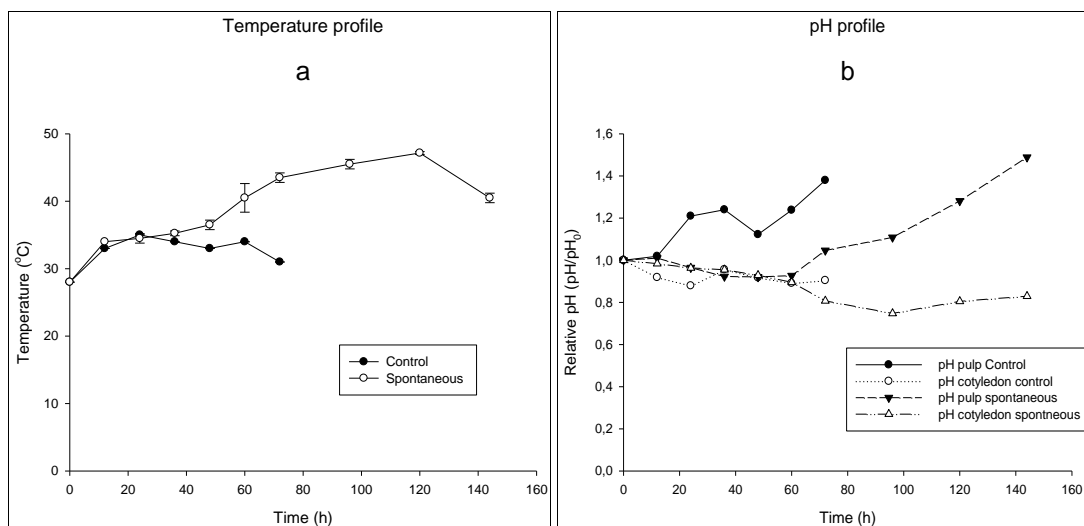 Temperature profile
a
Temperature (°C)
50
40
30
20
10
0
0 20 40 60 80 100 120 140 160
Time (h)
Control
Spontaneous
pH profile
b
Relative pH (pH/pH₀)
1,6
1,4
1,2
1,0
0,8
0,6
0,4
0,2
0,0
0 20 40 60 80 100 120 140 160
Time (h)
pH pulp Control
pH cotyledon control
pH pulp spontaneous
pH cotyledon spontneous